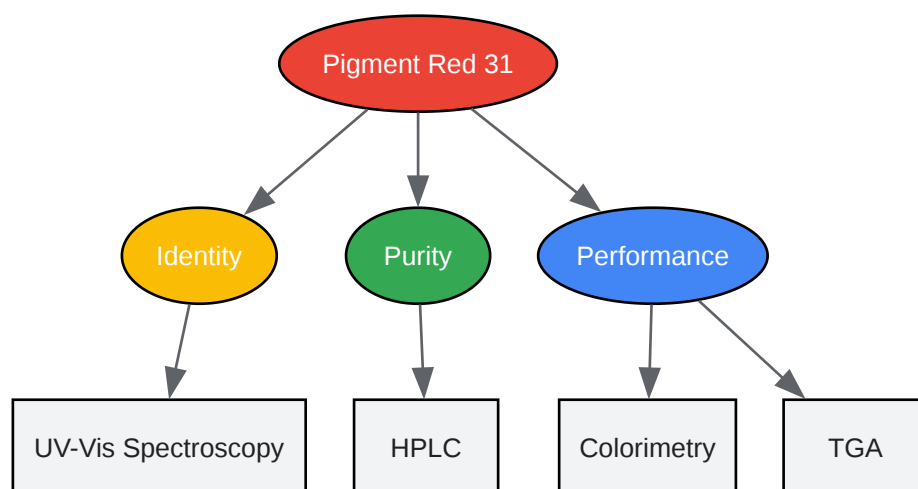 Pigment Red 31
Identity
Purity
Performance
UV-Vis Spectroscopy
HPLC
Colorimetry
TGA